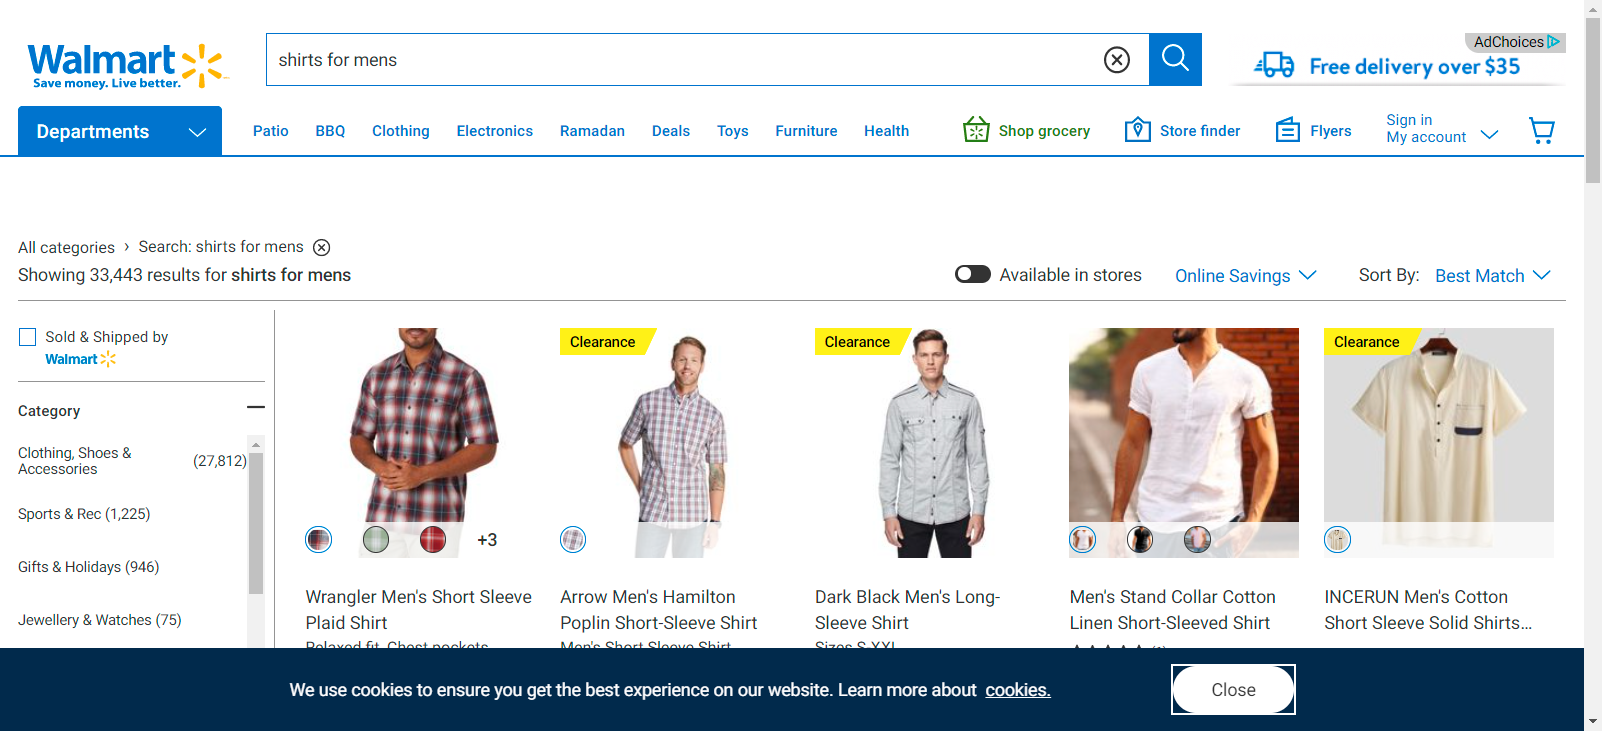 Walmart
Save money. Live better.
shirts for mens
AdChoices
Free delivery over $35
Departments
Patio
BBQ
Clothing
Electronics
Ramadan
Deals
Toys
Furniture
Health
Shop grocery
Store finder
Flyers
Sign in
My account
All categories › Search: shirts for mens
Showing 33,443 results for shirts for mens
Available in stores
Online Savings
Sort By: Best Match
Sold & Shipped by
Walmart
Category
Clothing, Shoes &
Accessories
(27,812)
Sports & Rec (1,225)
Gifts & Holidays (946)
Jewellery & Watches (75)
+3
Wrangler Men's Short Sleeve
Plaid Shirt
Relaxed fit, Chest pockets
Clearance
Arrow Men's Hamilton
Poplin Short-Sleeve Shirt
Men's Short Sleeve Shirt
Clearance
Dark Black Men's Long-
Sleeve Shirt
Sizes S-XXL
Men's Stand Collar Cotton
Linen Short-Sleeved Shirt
Clearance
INCERUN Men's Cotton
Short Sleeve Solid Shirts...
We use cookies to ensure you get the best experience on our website. Learn more about cookies.
Close